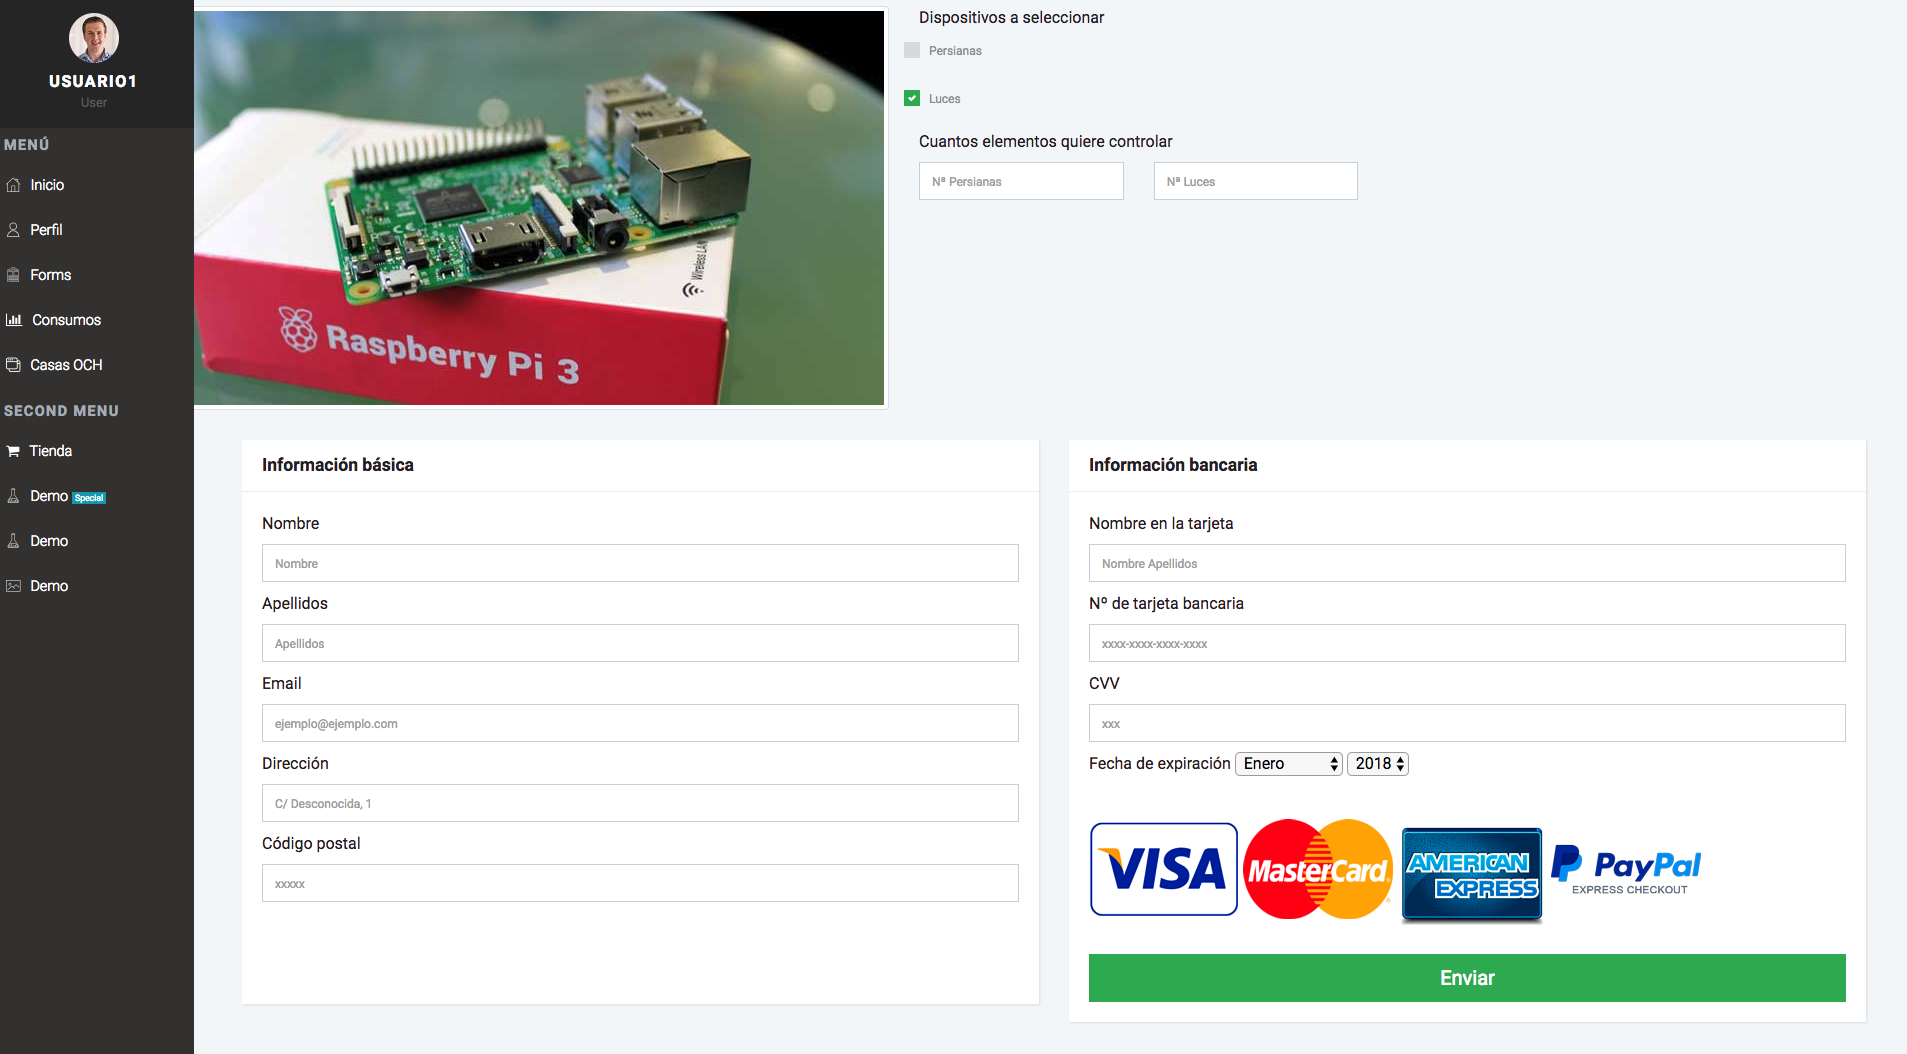 USUARIO1
User
MENÚ
Inicio
Perfil
Forms
Consumos
Casas OCH
SECOND MENU
Tienda
Demo Special
Demo
Demo
Wireless LAN
Raspberry Pi 3
Dispositivos a seleccionar
Persianas
Luces
Cuantos elementos quiere controlar
Nª Persianas
Nª Luces
Información básica
Nombre
Nombre
Apellidos
Apellidos
Email
ejemplo@ejemplo.com
Dirección
C/ Desconocida, 1
Código postal
xxxxx
Información bancaria
Nombre en la tarjeta
Nombre Apellidos
Nº de tarjeta bancaria
xxxx-xxxx-xxxx-xxxx
CVV
xxx
Fecha de expiración Enero 2018
VISA
MasterCard
AMERICAN
EXPRESS
PayPal
EXPRESS CHECKOUT
Enviar